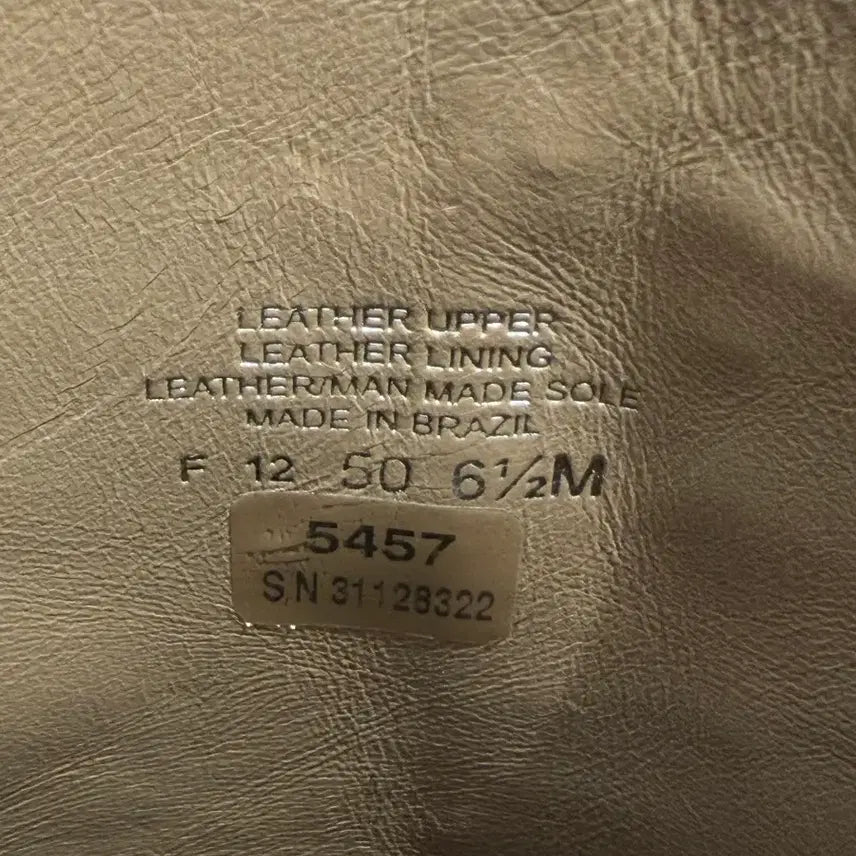 LEATHER UPPER
LEATHER LINING
LEATHER/MAN MADE SOLE
MADE IN BRAZIL
F 12 50 6½M
5457
S,N 31128322